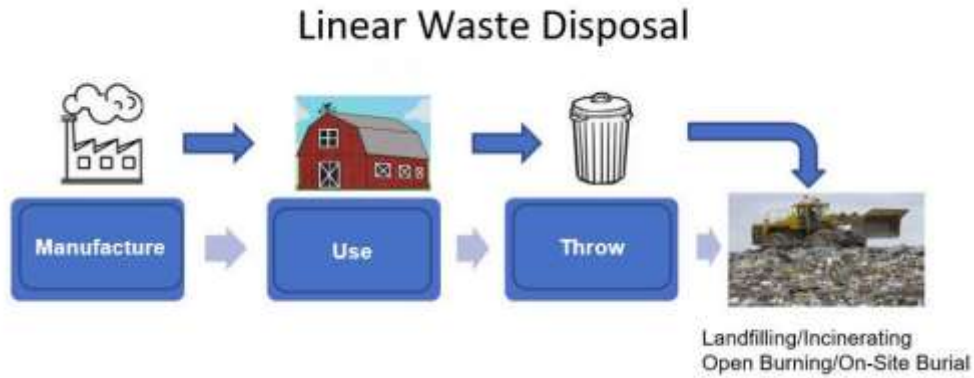 Linear Waste Disposal
Manufacture
Use
Throw
Landfilling/Incinerating
Open Burning/On-Site Burial